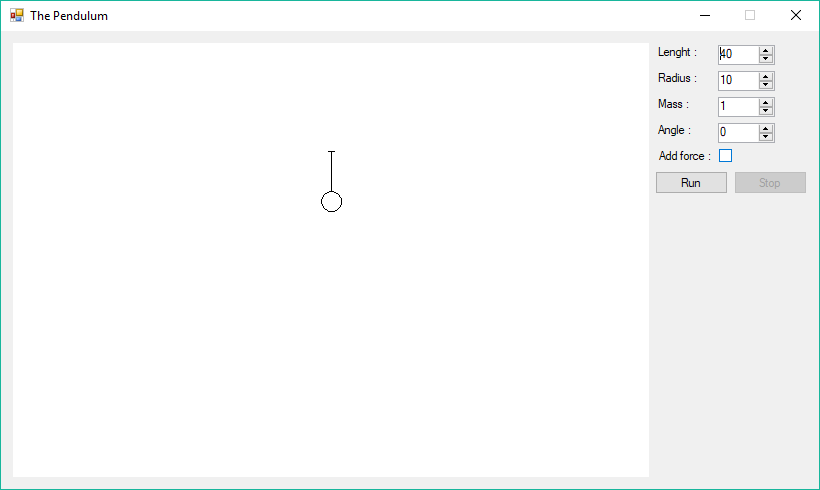 The Pendulum
Lenght : 40
Radius : 10
Mass : 1
Angle : 0
Add force :
Run Stop